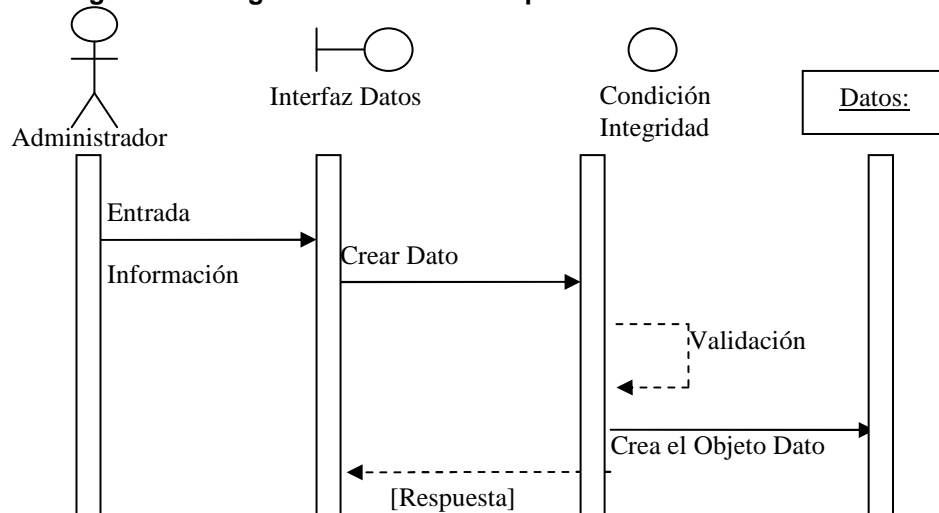 Interfaz Datos
Condición
Integridad
Datos:
Administrador
Entrada
Información
Crear Dato
Validación
Crea el Objeto Dato
[Respuesta]